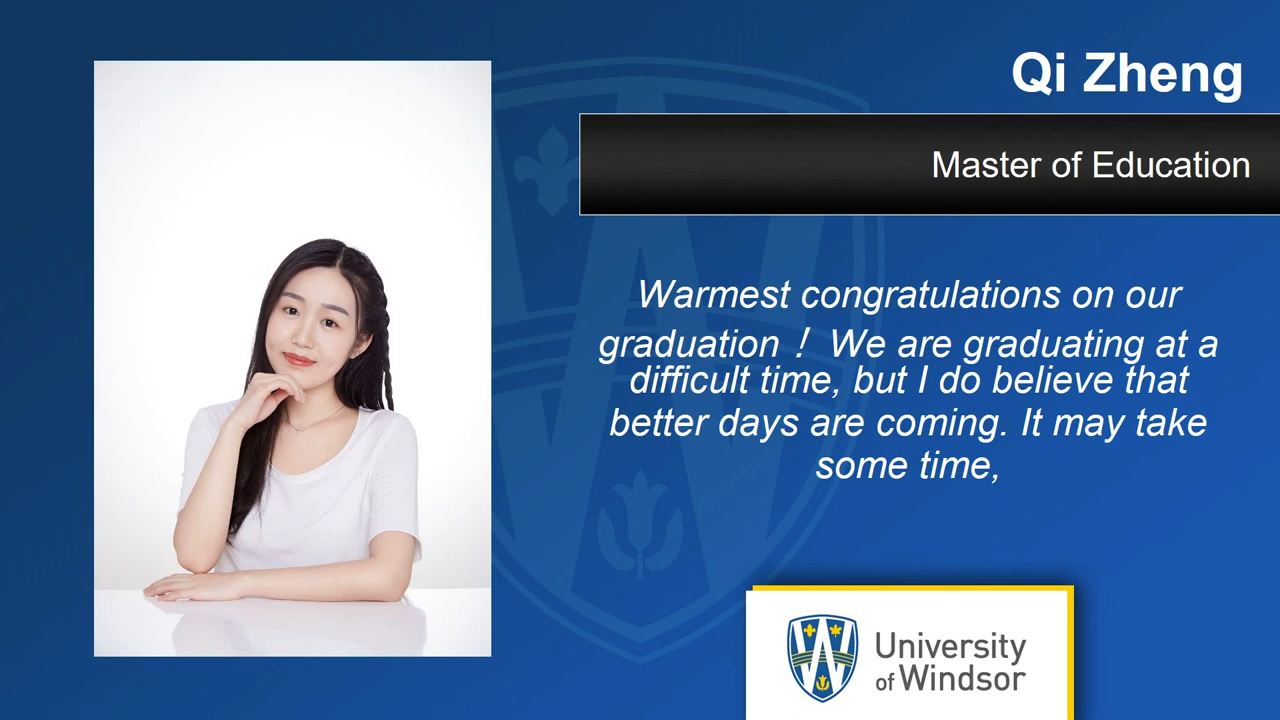 Qi Zheng
Master of Education
Warmest congratulations on our
graduation！ We are graduating at a
difficult time, but I do believe that
better days are coming. It may take
some time,
University
of Windsor